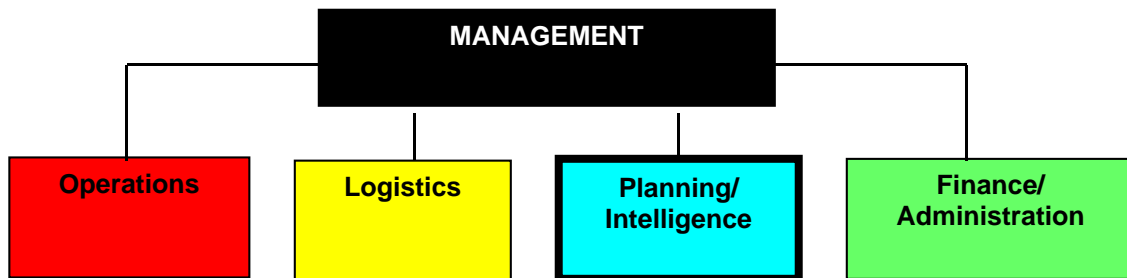 MANAGEMENT
Operations
Logistics
Planning/
Intelligence
Finance/
Administration